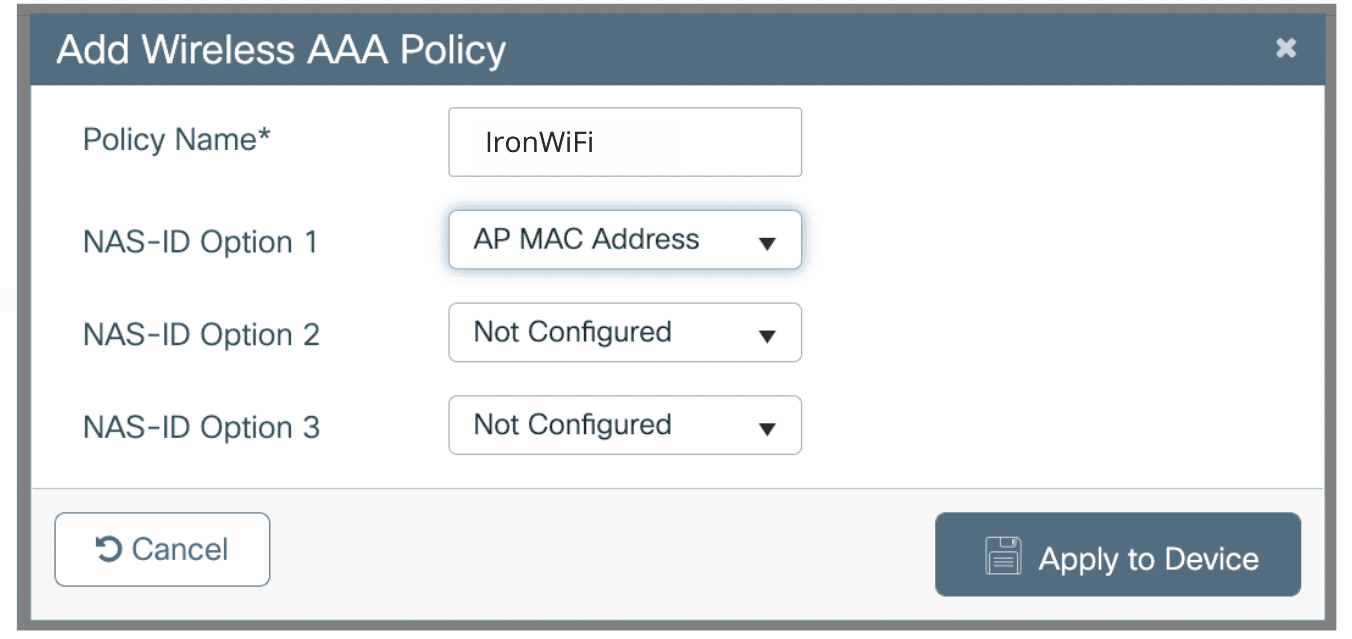 Add Wireless AAA Policy
Policy Name* IronWiFi
NAS-ID Option 1 AP MAC Address
NAS-ID Option 2 Not Configured
NAS-ID Option 3 Not Configured
Cancel Apply to Device